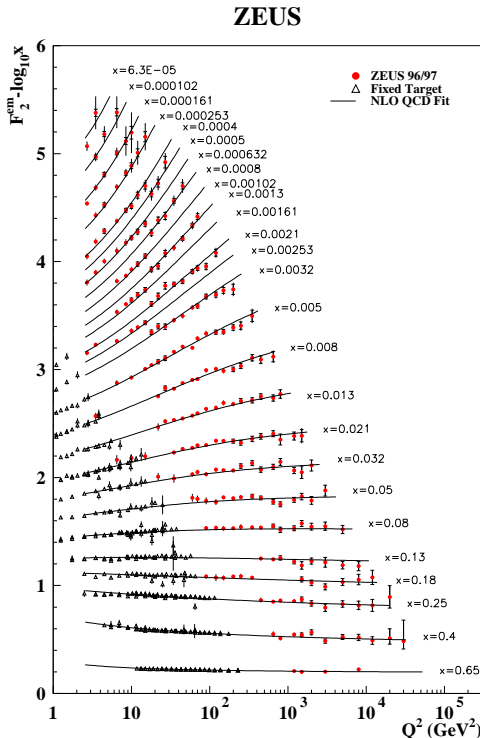 ZEUS
F₂ᵉᵐ-log₁₀x
6
5
4
3
2
1
0
ZEUS 96/97
Fixed Target
NLO QCD Fit
x=6.3E-05
x=0.000102
x=0.000161
x=0.000253
x=0.0004
x=0.0005
x=0.000632
x=0.0008
x=0.00102
x=0.0013
x=0.00161
x=0.0021
x=0.00253
x=0.0032
x=0.005
x=0.008
x=0.013
x=0.021
x=0.032
x=0.05
x=0.08
x=0.13
x=0.18
x=0.25
x=0.4
x=0.65
1 10 10² 10³ 10⁴ 10⁵
Q² (GeV²)